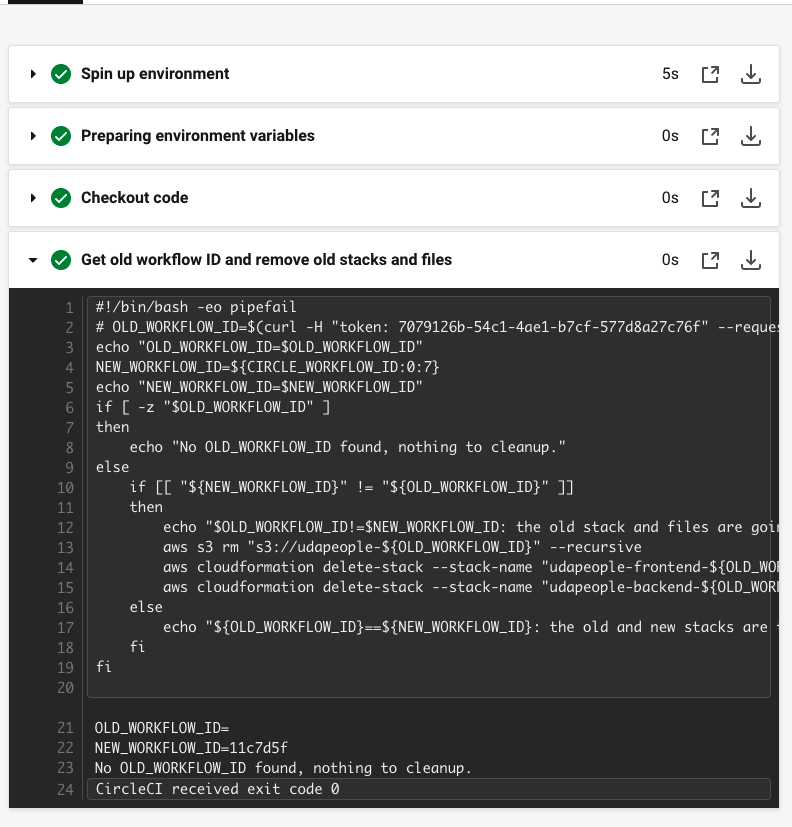 Spin up environment 5s
Preparing environment variables 0s
Checkout code 0s
Get old workflow ID and remove old stacks and files 0s
1 #!/bin/bash -eo pipefail
2 # OLD_WORKFLOW_ID=$(curl -H "token: 7079126b-54c1-4ae1-b7cf-577d8a27c76f" --reques
3 echo "OLD_WORKFLOW_ID=$OLD_WORKFLOW_ID"
4 NEW_WORKFLOW_ID=${CIRCLE_WORKFLOW_ID:0:7}
5 echo "NEW_WORKFLOW_ID=$NEW_WORKFLOW_ID"
6 if [ -z "$OLD_WORKFLOW_ID" ]
7 then
8     echo "No OLD_WORKFLOW_ID found, nothing to cleanup."
9 else
10     if [[ "${NEW_WORKFLOW_ID}" != "${OLD_WORKFLOW_ID}" ]]
11     then
12         echo "$OLD_WORKFLOW_ID!=$NEW_WORKFLOW_ID: the old stack and files are goin
13         aws s3 rm "s3://udapeople-${OLD_WORKFLOW_ID}" --recursive
14         aws cloudformation delete-stack --stack-name "udapeople-frontend-${OLD_WOR
15         aws cloudformation delete-stack --stack-name "udapeople-backend-${OLD_WORK
16     else
17         echo "${OLD_WORKFLOW_ID}==${NEW_WORKFLOW_ID}: the old and new stacks are
18     fi
19 fi
20
21 OLD_WORKFLOW_ID=
22 NEW_WORKFLOW_ID=11c7d5f
23 No OLD_WORKFLOW_ID found, nothing to cleanup.
24 CircleCI received exit code 0